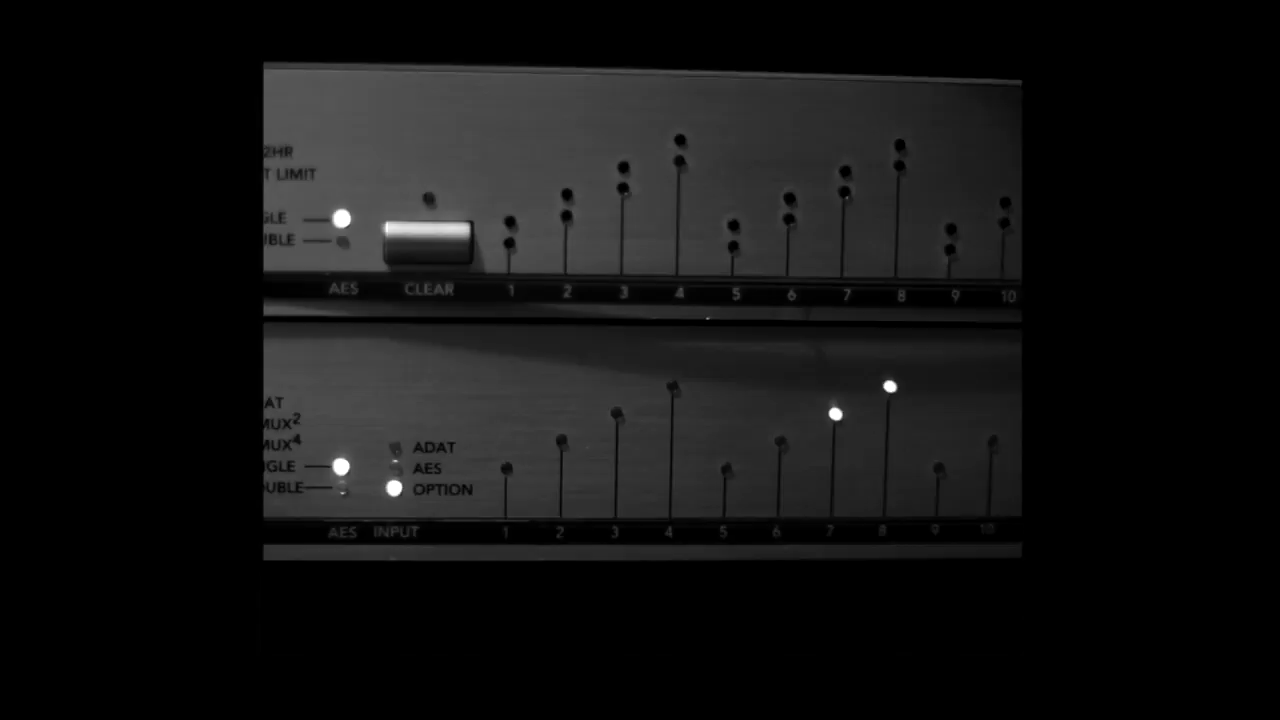 2HR
T LIMIT
GLE
UBLE
AES CLEAR 1 2 3 4 5 6 7 8 9 10
AT
MUX²
MUX⁴
NGLE
OUBLE
ADAT
AES
OPTION
AES INPUT 1 2 3 4 5 6 7 8 9 10